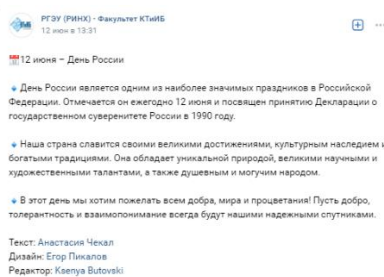 РГЭУ (РИНХ) - Факультет КТиИБ
12 июн в 13:31
12 июня – День России
День России является одним из наиболее значимых праздников в Российской
Федерации. Отмечается он ежегодно 12 июня и посвящен принятию Декларации о
государственном суверенитете России в 1990 году.
Наша страна славится своими великими достижениями, культурным наследием и
богатыми традициями. Она обладает уникальной природой, великими научными и
художественными талантами, а также душевным и могучим народом.
В этот день мы хотим пожелать всем добра, мира и процветания! Пусть добро,
толерантность и взаимопонимание всегда будут нашими надежными спутниками.
Текст: Анастасия Чекал
Дизайн: Егор Пикалов
Редактор: Ksenya Butovski